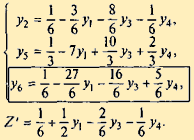 y₂ = 1/6 - 3/6 y₁ - 8/6 y₃ - 1/6 y₄,
y₅ = 1/3 - 7y₁ + 10/3 y₃ + 2/3 y₄,
y₆ = 1/6 - 27/6 y₁ - 16/6 y₃ + 5/6 y₄,
Z' = 1/6 + 1/2 y₁ - 2/6 y₃ - 1/6 y₄.